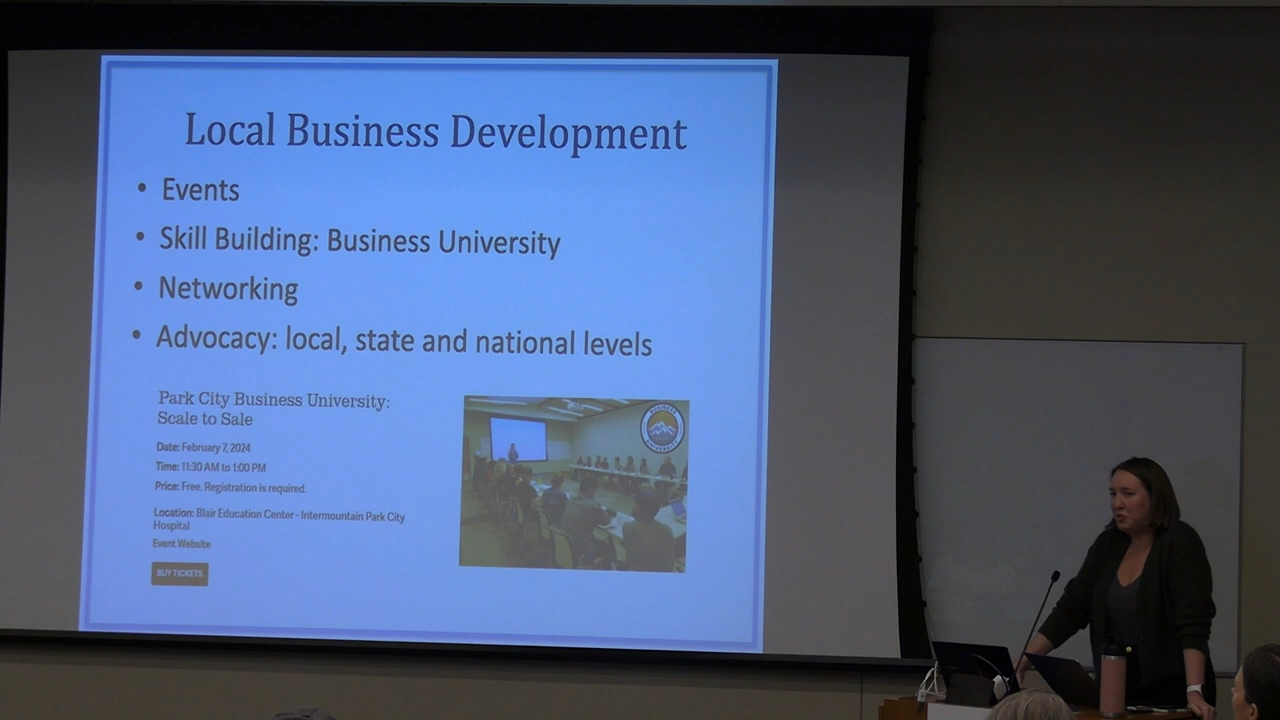 Local Business Development
• Events
• Skill Building: Business University
• Networking
• Advocacy: local, state and national levels
Park City Business University:
Scale to Sale
Date: February 7, 2024
Time: 11:30 AM to 1:00 PM
Price: Free. Registration is required.
Location: Blair Education Center - Intermountain Park City
Hospital
Event Website
BUY TICKETS
BUSINESS
UNIVERSITY